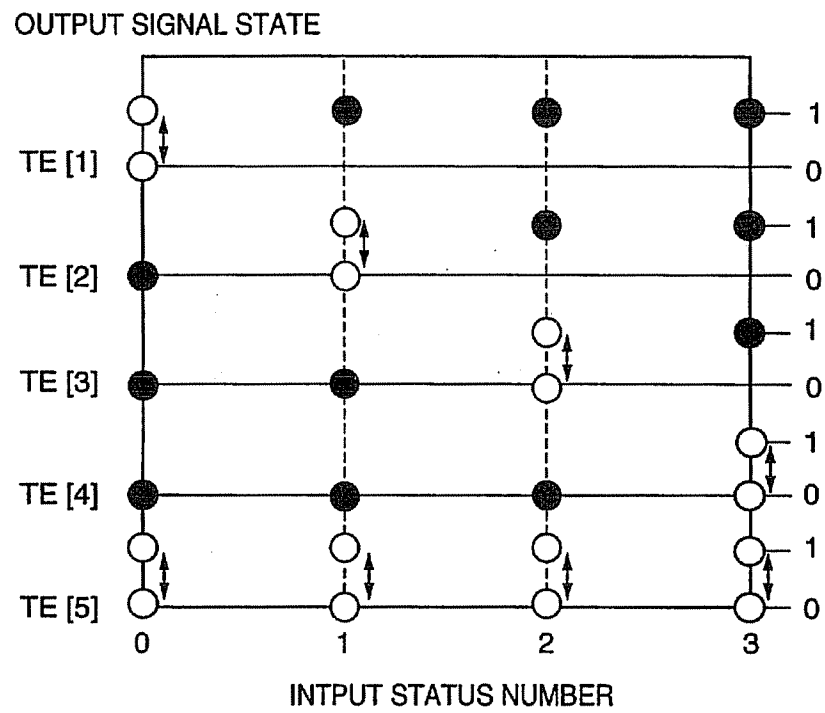 OUTPUT SIGNAL STATE
1
TE [1] 0
1
TE [2] 0
1
TE [3] 0
1
TE [4] 0
1
TE [5] 0
0 1 2 3
INTPUT STATUS NUMBER